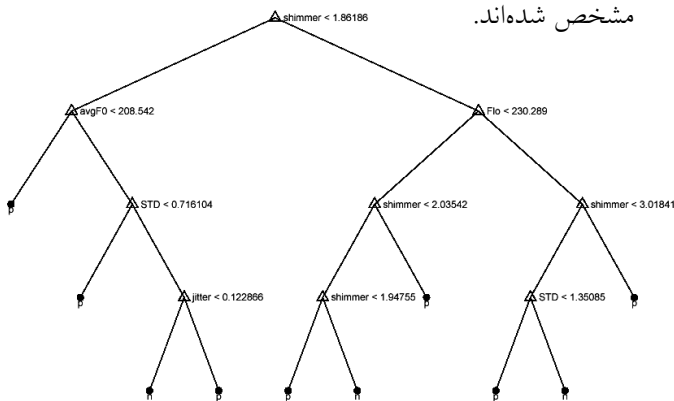 مشخص شده‌اند.
shimmer < 1.86186
avgF0 < 208.542
Flo < 230.289
p
STD < 0.716104
shimmer < 2.03542
shimmer < 3.01841
p
jitter < 0.122866
shimmer < 1.94755
p
STD < 1.35085
p
n
p
p
n
p
n